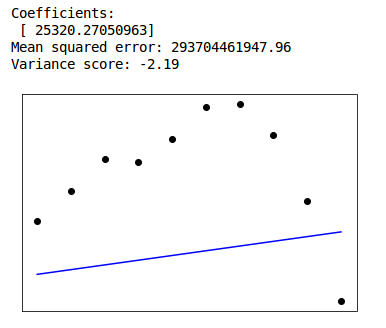 Coefficients:
[ 25320.27050963]
Mean squared error: 293704461947.96
Variance score: -2.19